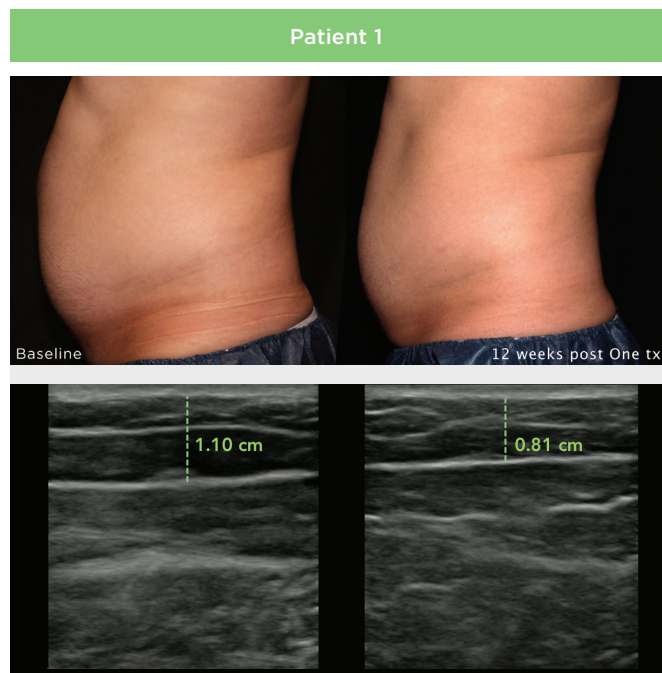 Patient 1
Baseline
12 weeks post One tx
1.10 cm
0.81 cm